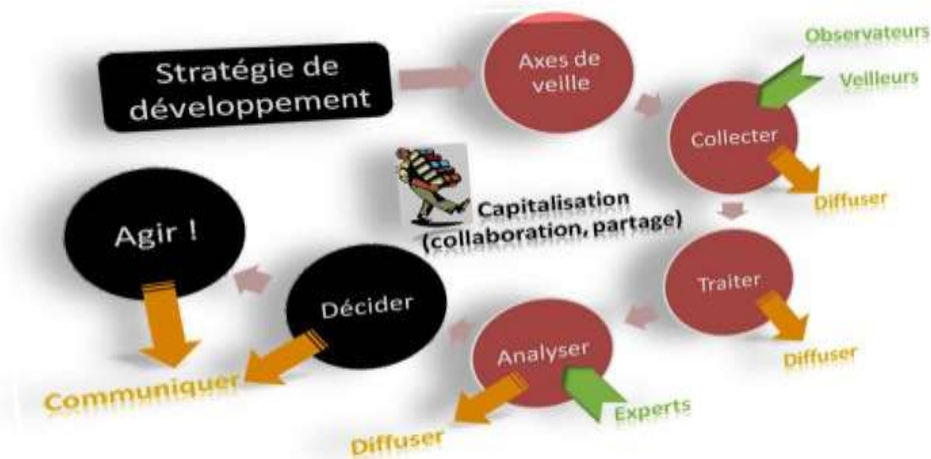 Stratégie de
développement
Axes de
veille
Observateurs
Veilleurs
Collecter
Diffuser
Capitalisation
(collaboration, partage)
Traiter
Diffuser
Analyser
Experts
Diffuser
Décider
Agir !
Communiquer